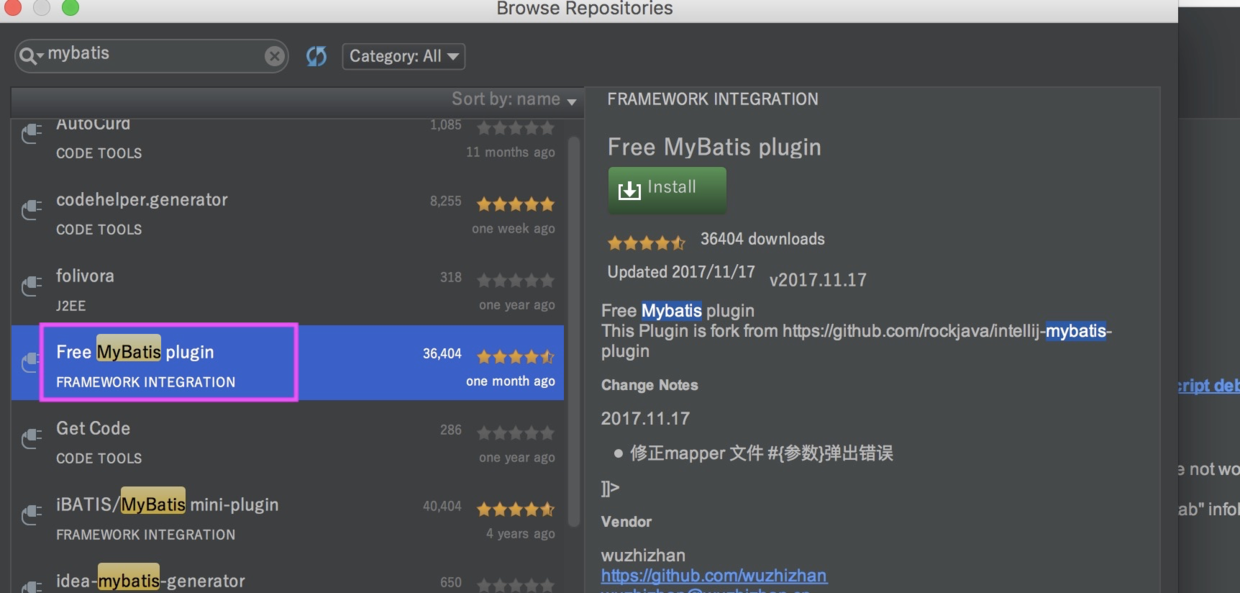 Browse Repositories
mybatis
Category: All
Sort by: name
AutoCurd 1,085
CODE TOOLS 11 months ago
codehelper.generator 8,255
CODE TOOLS one week ago
folivora 318
J2EE one year ago
Free MyBatis plugin 36,404
FRAMEWORK INTEGRATION one month ago
Get Code 286
CODE TOOLS one year ago
iBATIS/MyBatis mini-plugin 40,404
FRAMEWORK INTEGRATION 4 years ago
idea-mybatis-generator 650
FRAMEWORK INTEGRATION
Free MyBatis plugin
Install
36404 downloads
Updated 2017/11/17 v2017.11.17
Free Mybatis plugin
This Plugin is fork from https://github.com/rockjava/intellij-mybatis-
plugin
Change Notes
2017.11.17
● 修正mapper 文件 #{参数}弹出错误
]]>
Vendor
wuzhizhan
https://github.com/wuzhizhan
cript deb
e not wo
ab" infol